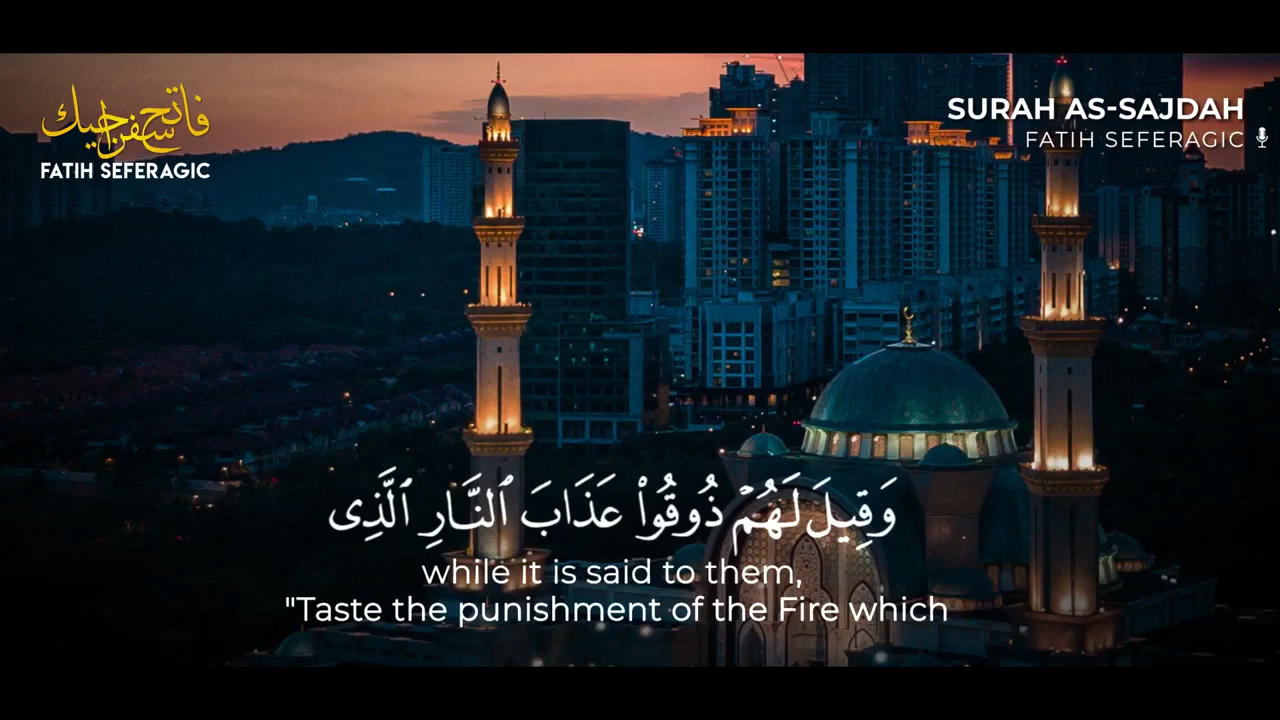 فاتح سفراجيك
FATIH SEFERAGIC
SURAH AS-SAJDAH
FATIH SEFERAGIC
وَقِيلَ لَهُمْ ذُوقُوا۟ عَذَابَ ٱلنَّارِ ٱلَّذِى
while it is said to them,
"Taste the punishment of the Fire which